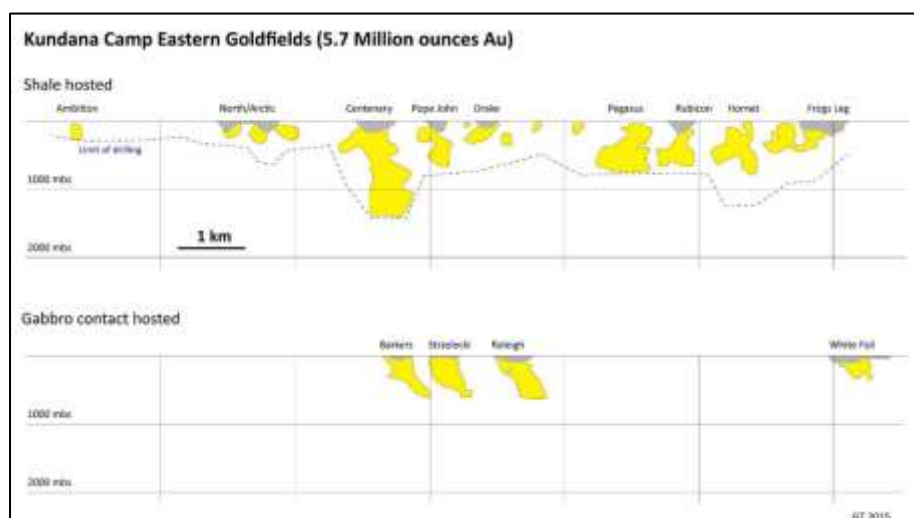 Kundana Camp Eastern Goldfields (5.7 Million ounces Au)
Shale hosted
Ambition North/Arctic Centenary Pope John Drake Pegasus Rubicon Hornet Frogs Leg
Limit of drilling
1000 mbs
1 km
2000 mbs
Gabbro contact hosted
Barkers Strzelecki Raleigh White Foil
1000 mbs
2000 mbs
GT 2015